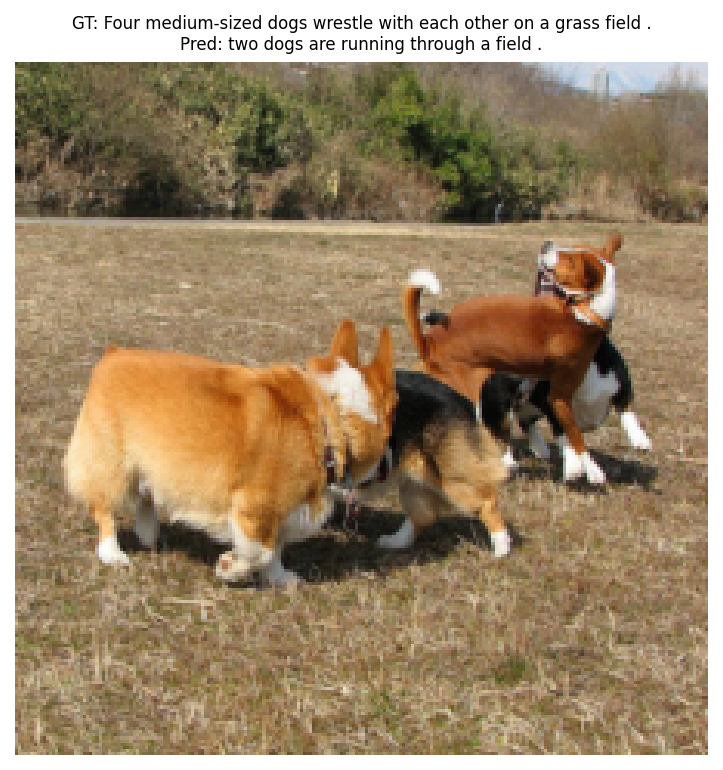 GT: Four medium-sized dogs wrestle with each other on a grass field .
Pred: two dogs are running through a field .